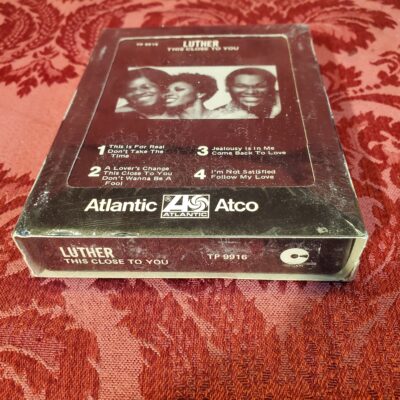 TP 9916
LUTHER
THIS CLOSE TO YOU
1 This Is For Real
Don't Take The
Time
2 A Lover's Change
This Close To You
Don't Wanna Be A
Fool
3 Jealousy Is In Me
Come Back To Love
4 I'm Not Satisfied
Follow My Love
Atlantic
ATLANTIC
Atco
LUTHER
THIS CLOSE TO YOU
TP 9916